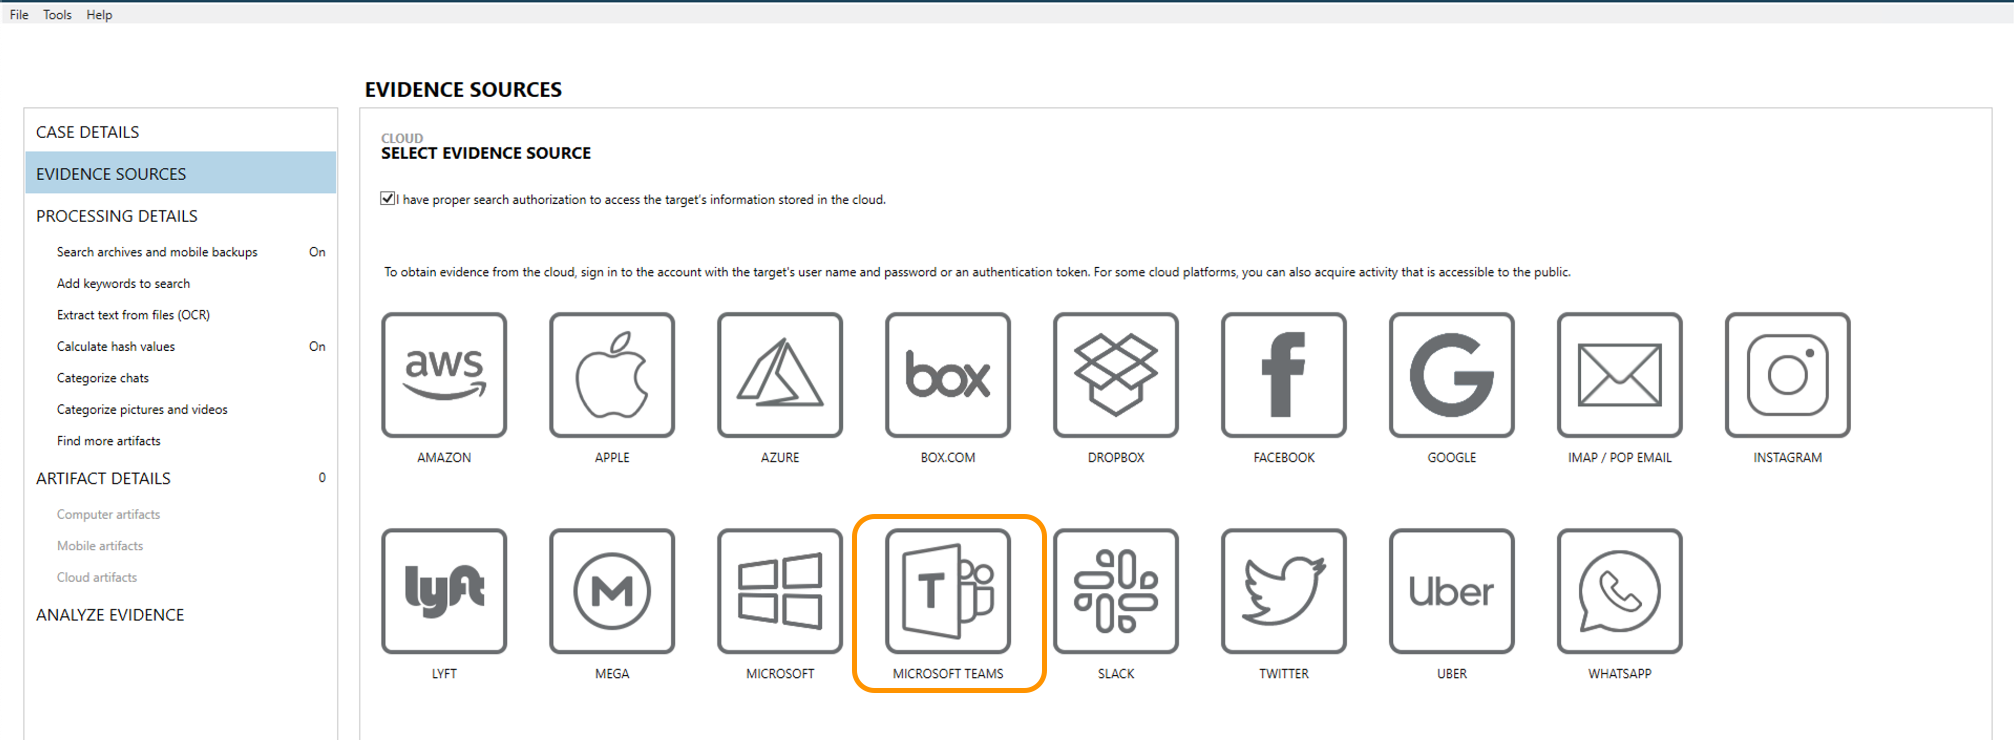 File Tools Help
EVIDENCE SOURCES
CASE DETAILS
EVIDENCE SOURCES
PROCESSING DETAILS
Search archives and mobile backups On
Add keywords to search
Extract text from files (OCR)
Calculate hash values On
Categorize chats
Categorize pictures and videos
Find more artifacts
ARTIFACT DETAILS 0
Computer artifacts
Mobile artifacts
Cloud artifacts
ANALYZE EVIDENCE
CLOUD
SELECT EVIDENCE SOURCE
I have proper search authorization to access the target's information stored in the cloud.
To obtain evidence from the cloud, sign in to the account with the target's user name and password or an authentication token. For some cloud platforms, you can also acquire activity that is accessible to the public.
aws box f G
AMAZON APPLE AZURE BOX.COM DROPBOX FACEBOOK GOOGLE IMAP / POP EMAIL INSTAGRAM
lyft M T Uber
LYFT MEGA MICROSOFT MICROSOFT TEAMS SLACK TWITTER UBER WHATSAPP